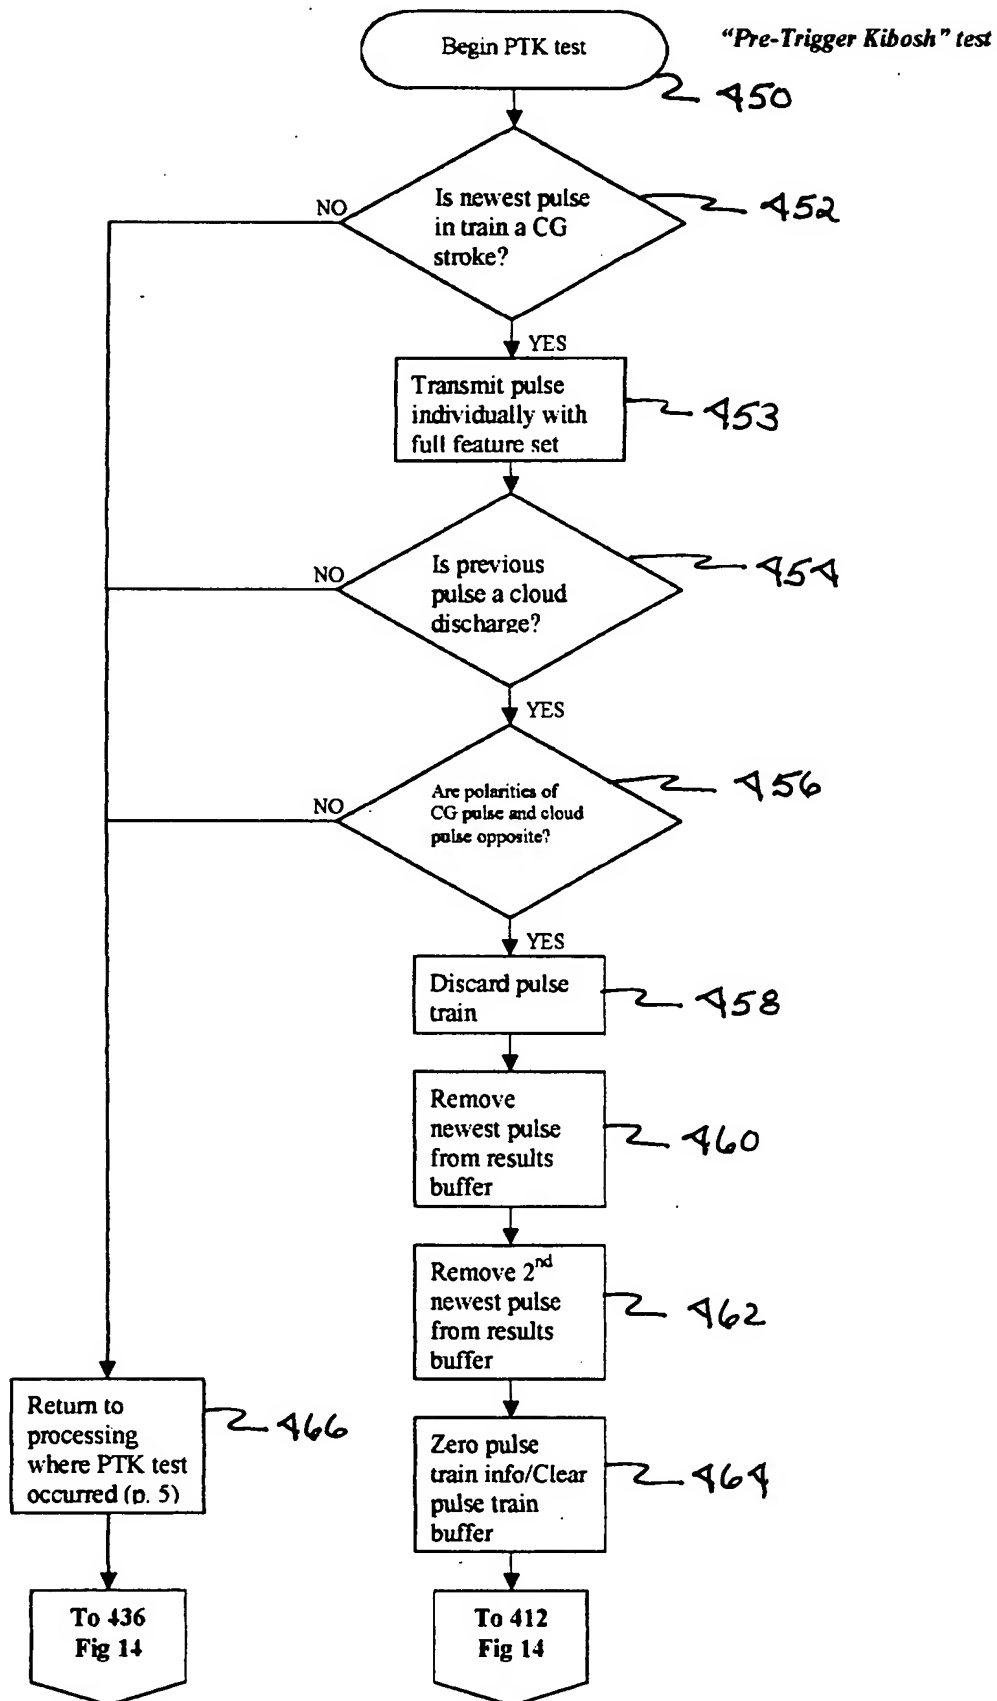 Begin PTK test
"Pre-Trigger Kibosh" test
450
Is newest pulse
in train a CG
stroke?
452
NO
YES
Transmit pulse
individually with
full feature set
453
Is previous
pulse a cloud
discharge?
454
NO
YES
Are polarities of
CG pulse and cloud
pulse opposite?
456
NO
YES
Discard pulse
train
458
Remove
newest pulse
from results
buffer
460
Remove 2nd
newest pulse
from results
buffer
462
Return to
processing
where PTK test
occurred (p. 5)
466
Zero pulse
train info/Clear
pulse train
buffer
464
To 436
Fig 14
To 412
Fig 14